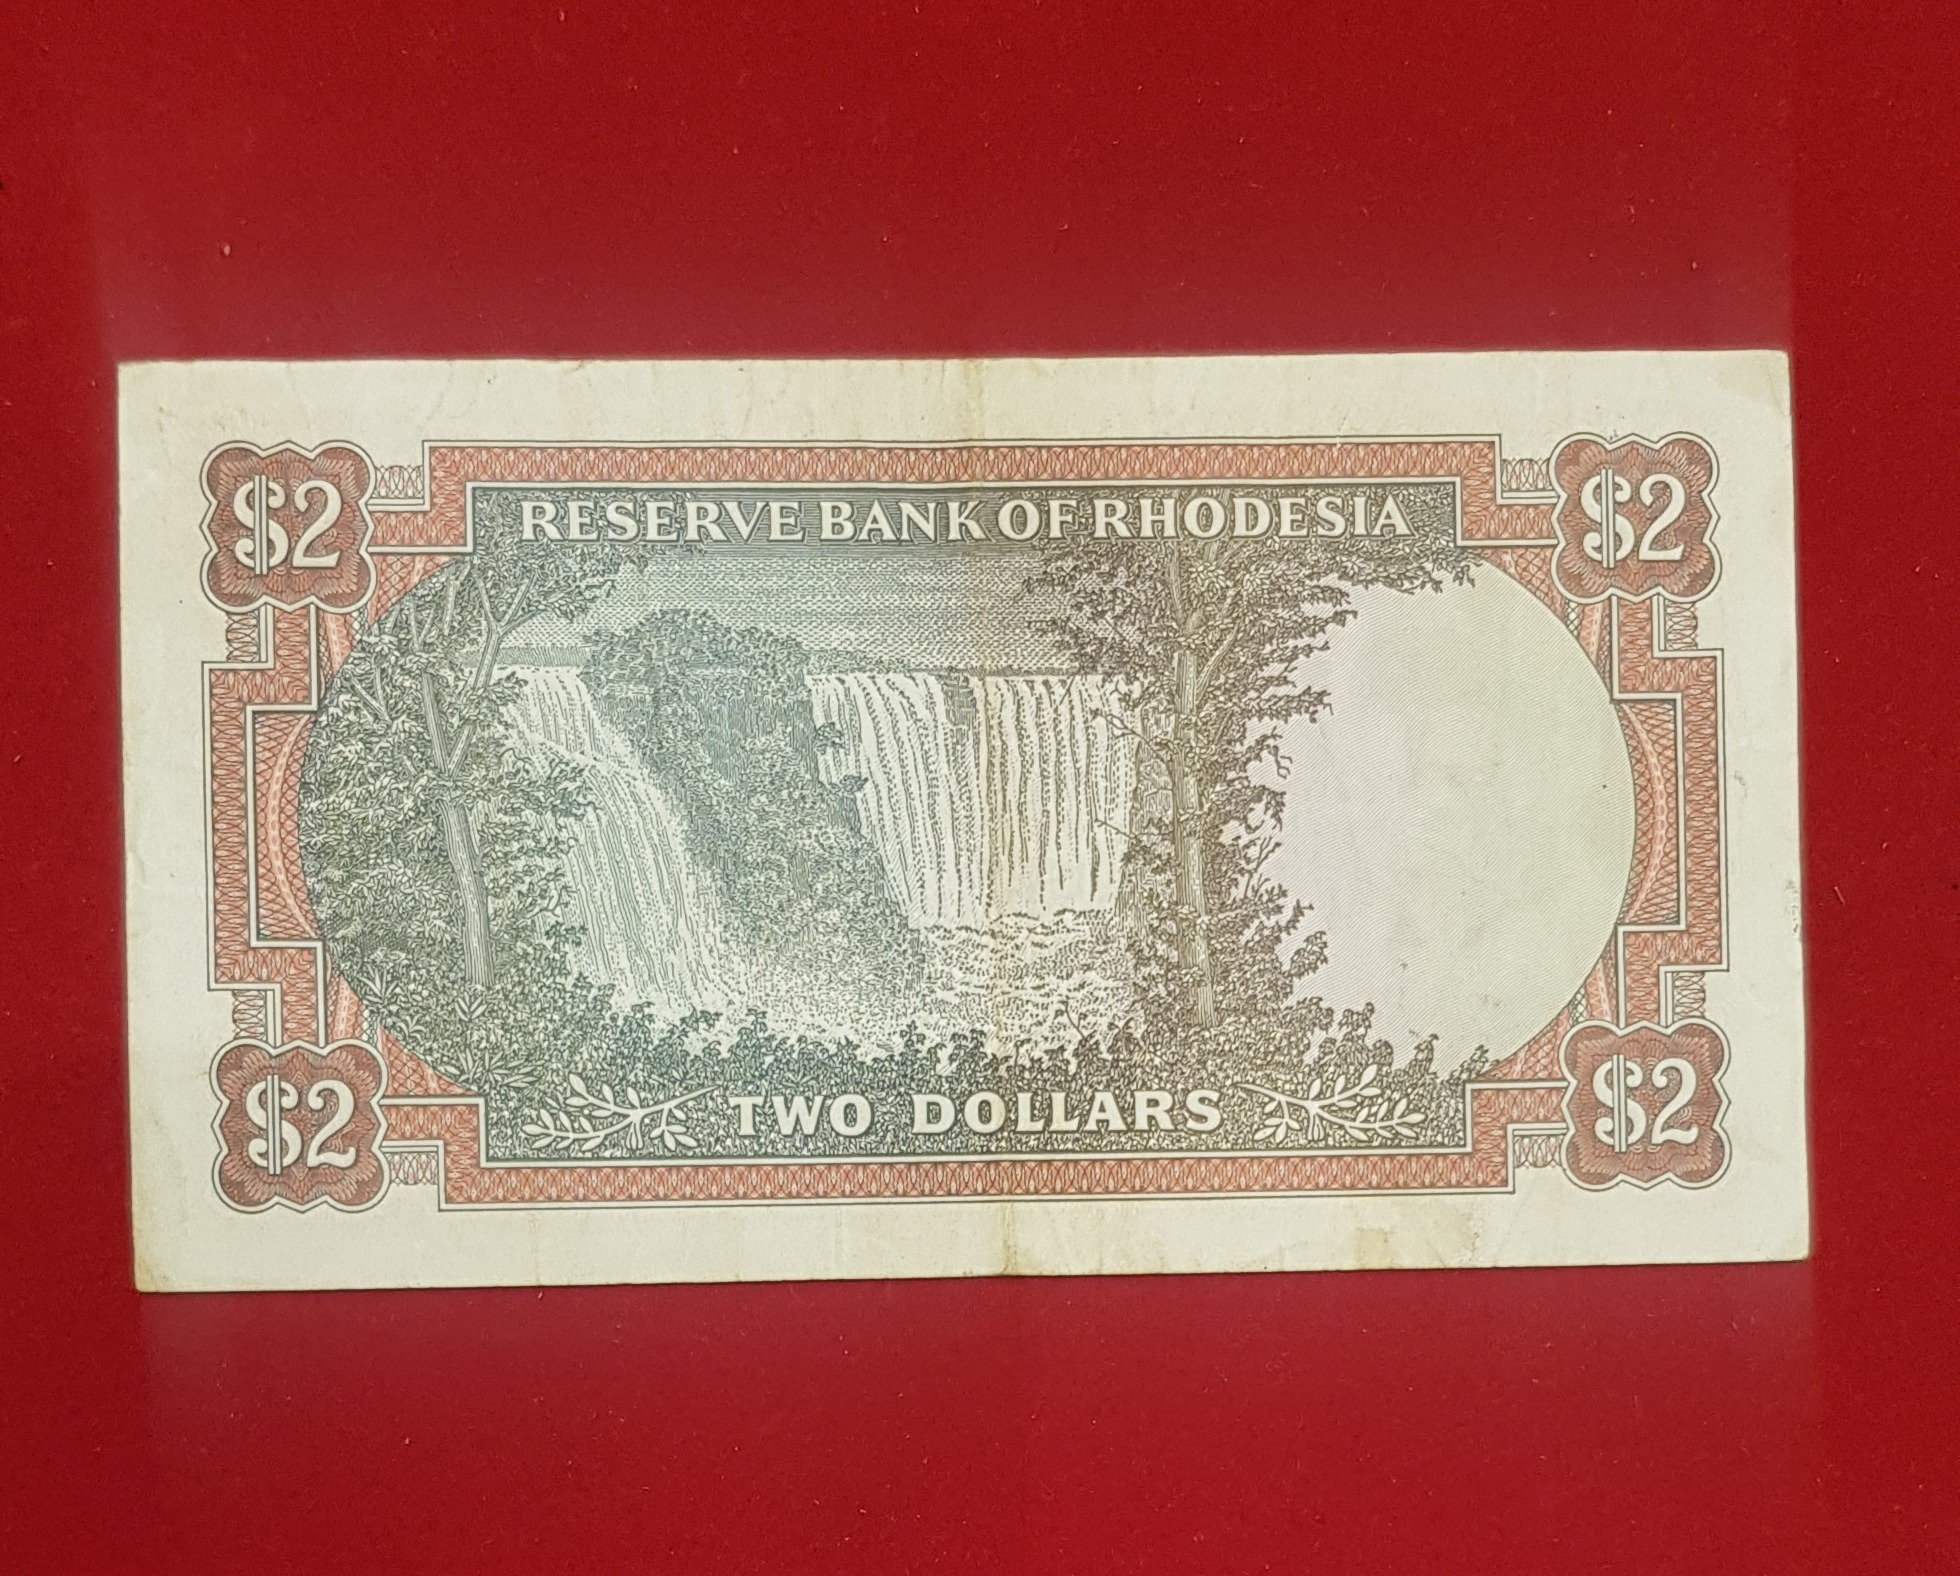 $2 RESERVE BANK OF RHODESIA $2
$2 TWO DOLLARS $2